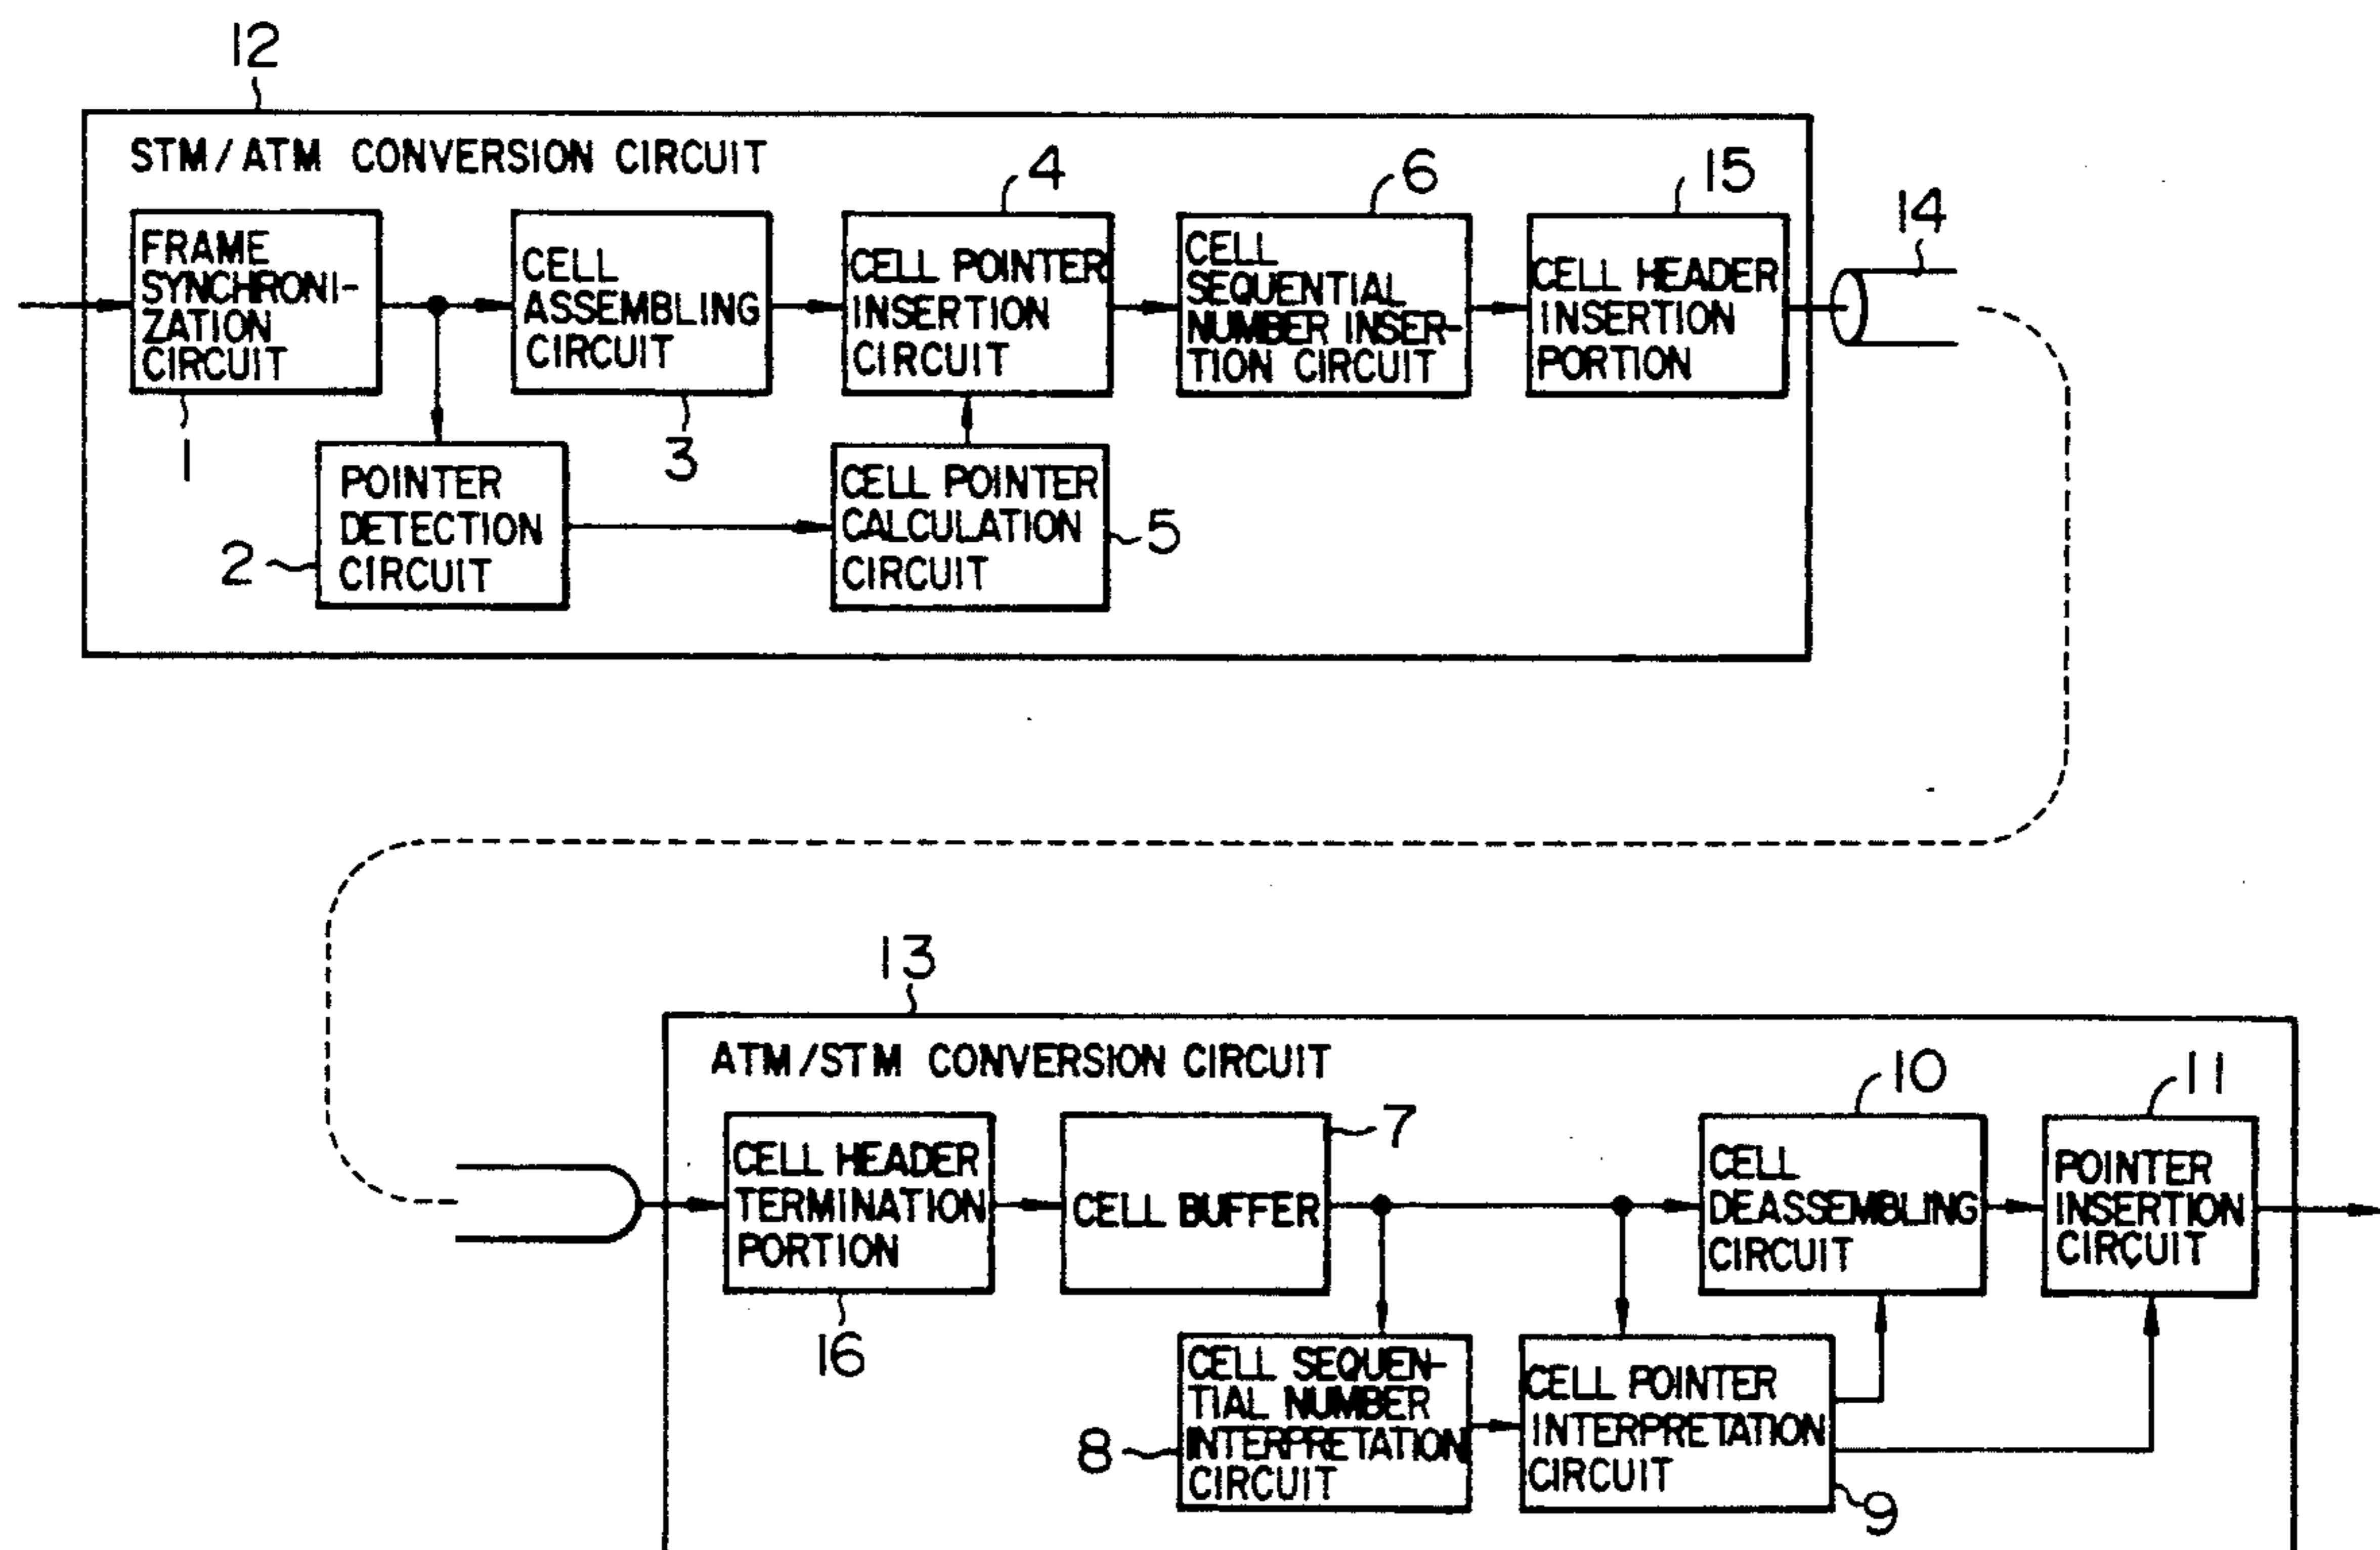 12
STM/ATM CONVERSION CIRCUIT
4
6
15
14
FRAME
SYNCHRONI-
ZATION
CIRCUIT
1
CELL
ASSEMBLING
CIRCUIT
3
CELL POINTER
INSERTION
CIRCUIT
CELL
SEQUENTIAL
NUMBER INSER-
TION CIRCUIT
CELL HEADER
INSERTION
PORTION
2
POINTER
DETECTION
CIRCUIT
CELL POINTER
CALCULATION
CIRCUIT
5
13
ATM/STM CONVERSION CIRCUIT
7
10
11
CELL HEADER
TERMINATION
PORTION
16
CELL BUFFER
CELL
DEASSEMBLING
CIRCUIT
POINTER
INSERTION
CIRCUIT
8
CELL SEQUEN-
TIAL NUMBER
INTERPRETATION
CIRCUIT
CELL POINTER
INTERPRETATION
CIRCUIT
9